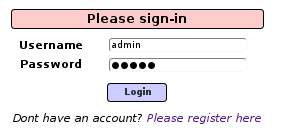 Please sign-in
Username admin
Password ●●●●●
Login
Dont have an account? Please register here